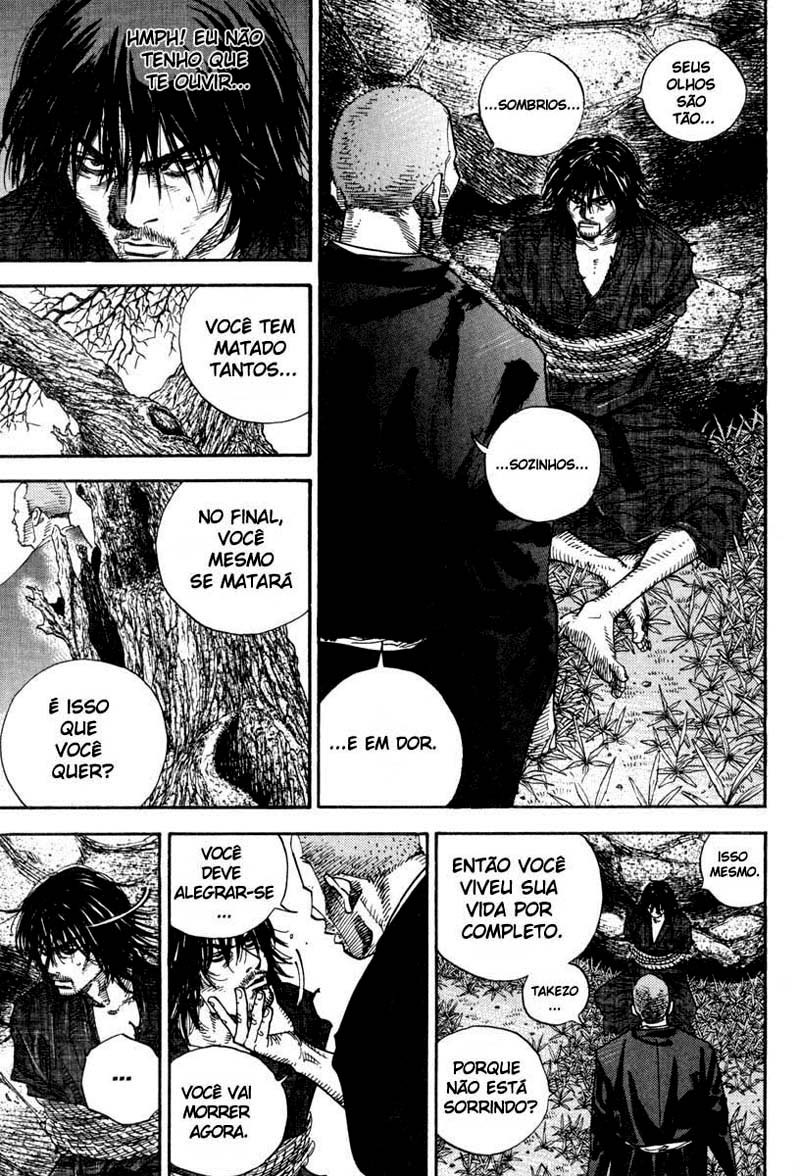 SEUS
OLHOS
SÃO
TÃO...
...SOMBRIOS...
...SOZINHOS...
...E EM DOR.
HMPH! EU NÃO
TENHO QUE
TE OUVIR...
VOCÊ TEM
MATADO
TANTOS...
NO FINAL,
VOCÊ
MESMO
SE MATARÁ
É ISSO
QUE
VOCÊ
QUER?
ISSO
MESMO.
ENTÃO VOCÊ
VIVEU SUA
VIDA POR
COMPLETO.
TAKEZO
...
PORQUE
NÃO ESTÁ
SORRINDO?
VOCÊ
DEVE
ALEGRAR-SE
...
VOCÊ VAI
MORRER
AGORA.
...